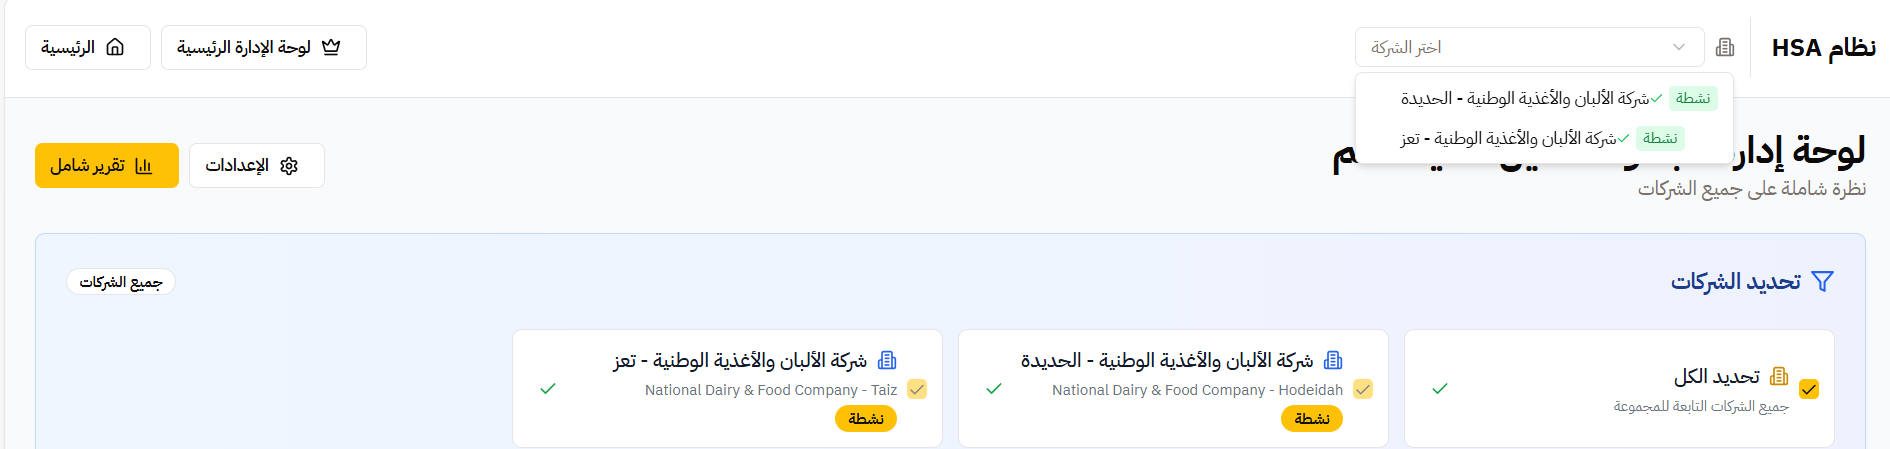 نظام HSA
اختر الشركة
لوحة الإدارة الرئيسية
الرئيسية
نشطة شركة الألبان والأغذية الوطنية - الحديدة
نشطة شركة الألبان والأغذية الوطنية - تعز
لوحة إدارة
نظرة شاملة على جميع الشركات
الإعدادات
تقرير شامل
تحديد الشركات
جميع الشركات
تحديد الكل
جميع الشركات التابعة للمجموعة
شركة الألبان والأغذية الوطنية - الحديدة
National Dairy & Food Company - Hodeidah
نشطة
شركة الألبان والأغذية الوطنية - تعز
National Dairy & Food Company - Taiz
نشطة